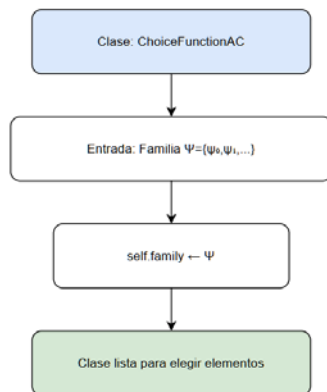 Clase: ChoiceFunctionAC
Entrada: Familia Ψ={ψ₀,ψ₁,...}
self.family ← Ψ
Clase lista para elegir elementos